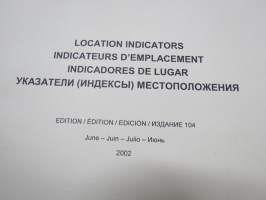 LOCATION INDICATORS
INDICATEURS D'EMPLACEMENT
INDICADORES DE LUGAR
УКАЗАТЕЛИ (ИНДЕКСЫ) МЕСТОПОЛОЖЕНИЯ
EDITION / ÉDITION / EDICIÓN / ИЗДАНИЕ 104
June – Juin – Julio – Июнь
2002